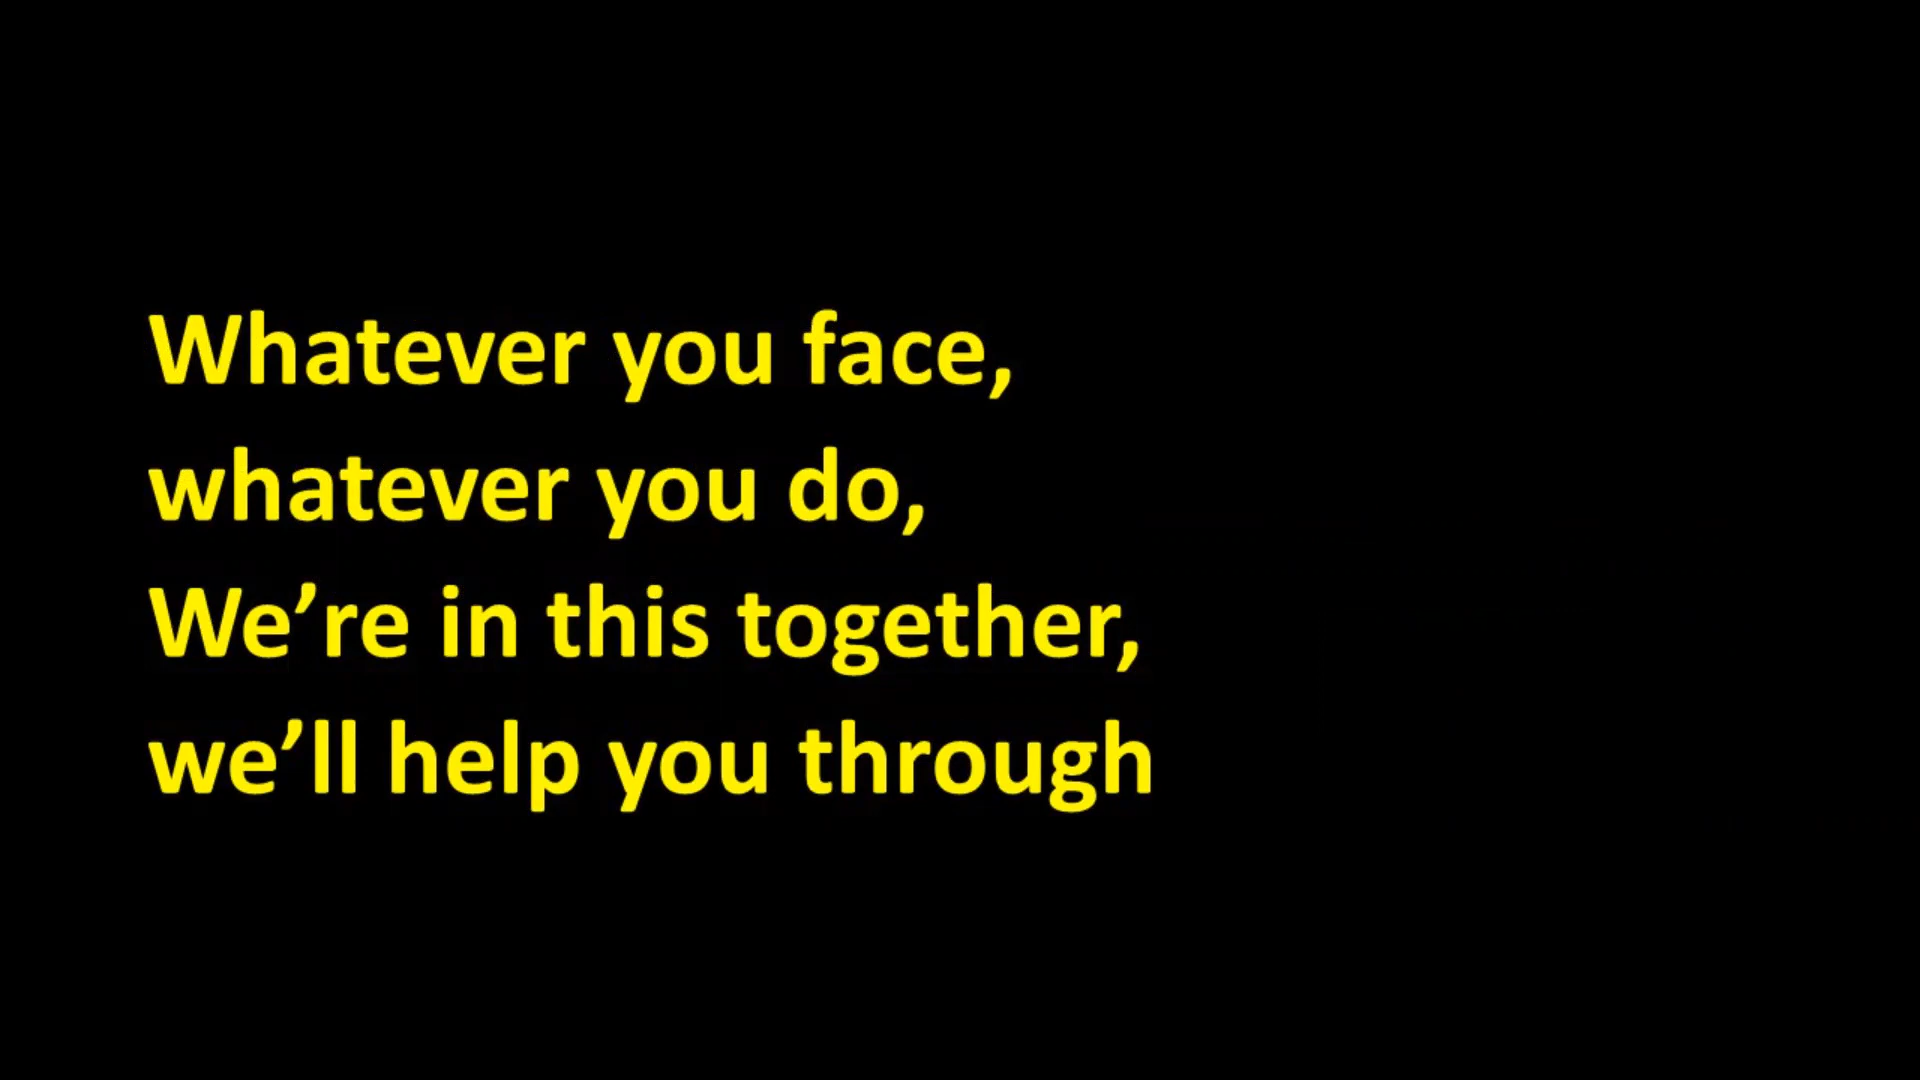 Whatever you face,
whatever you do,
We’re in this together,
we’ll help you through